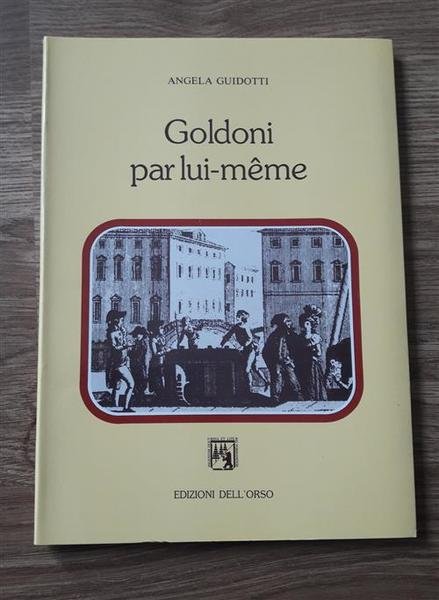 ANGELA GUIDOTTI
Goldoni
par lui-même
EDIZIONI DELL'ORSO